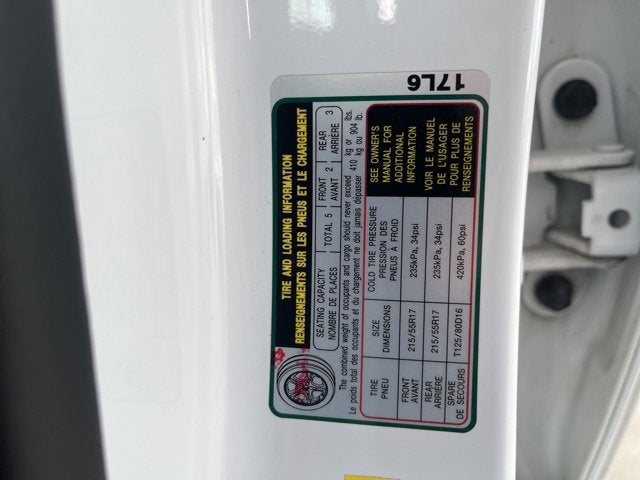 17L6
TIRE AND LOADING INFORMATION
RENSEIGNEMENTS SUR LES PNEUS ET LE CHARGEMENT
SEATING CAPACITY
NOMBRE DE PLACES
TOTAL 5
FRONT
AVANT
2
REAR
ARRIÈRE
3
The combined weight of occupants and cargo should never exceed 410 kg or 904 lbs.
Le poids total des occupants et du chargement ne doit jamais dépasser 410 kg ou 904 lb.
TIRE
PNEU
SIZE
DIMENSIONS
COLD TIRE PRESSURE
PRESSION DES
PNEUS À FROID
FRONT
AVANT
215/55R17
235kPa, 34psi
REAR
ARRIÈRE
215/55R17
235kPa, 34psi
SPARE
DE SECOURS
T125/80D16
420kPa, 60psi
SEE OWNER'S
MANUAL FOR
ADDITIONAL
INFORMATION
VOIR LE MANUEL
DE L'USAGER
POUR PLUS DE
RENSEIGNEMENTS